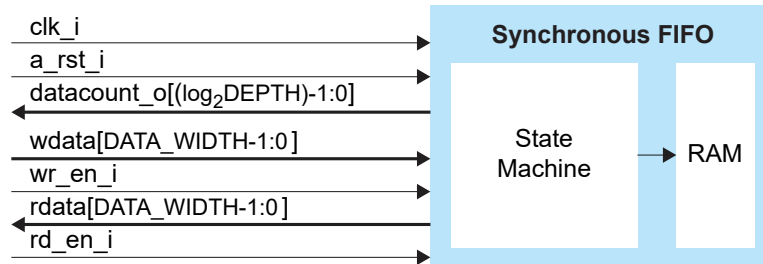 clk_i
a_rst_i
datacount_o[(log₂DEPTH)-1:0]
wdata[DATA_WIDTH-1:0]
wr_en_i
rdata[DATA_WIDTH-1:0]
rd_en_i
Synchronous FIFO
State
Machine
RAM